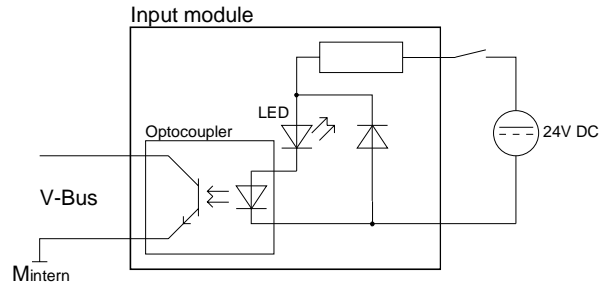 Input module
LED
Optocoupler
24V DC
V-Bus
Mintern